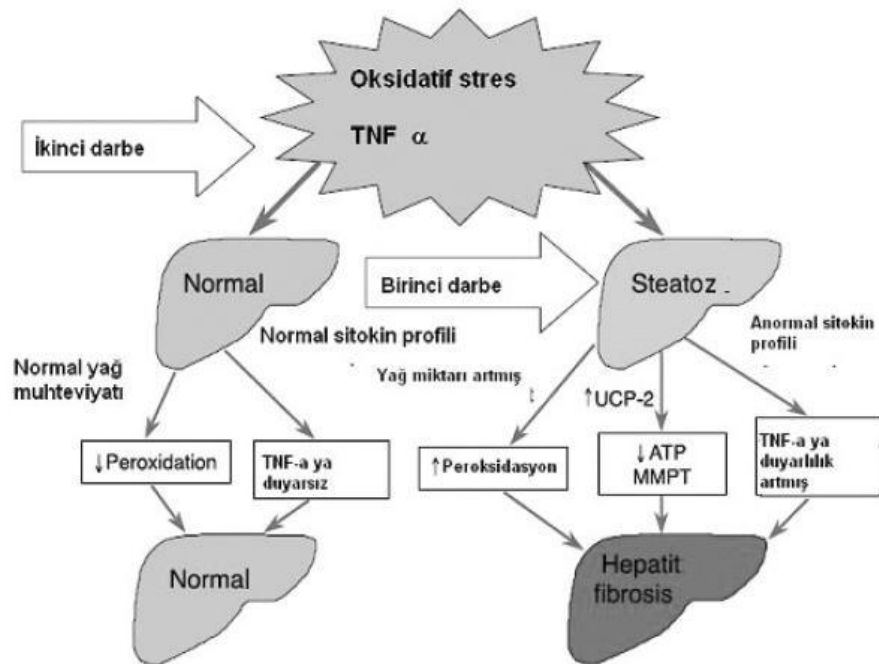 Oksidatif stres
TNF α
İkinci darbe
Normal
Birinci darbe
Steatoz
Normal sitokin profili
Anormal sitokin
profili
Normal yağ
muhteviyatı
Yağ miktarı artmış
↑UCP-2
↓Peroxidation
TNF-a ya
duyarsız
↑Peroksidasyon
↓ATP
MMPT
TNF-a ya
duyarlılık
artmış
Normal
Hepatit
fibrosis